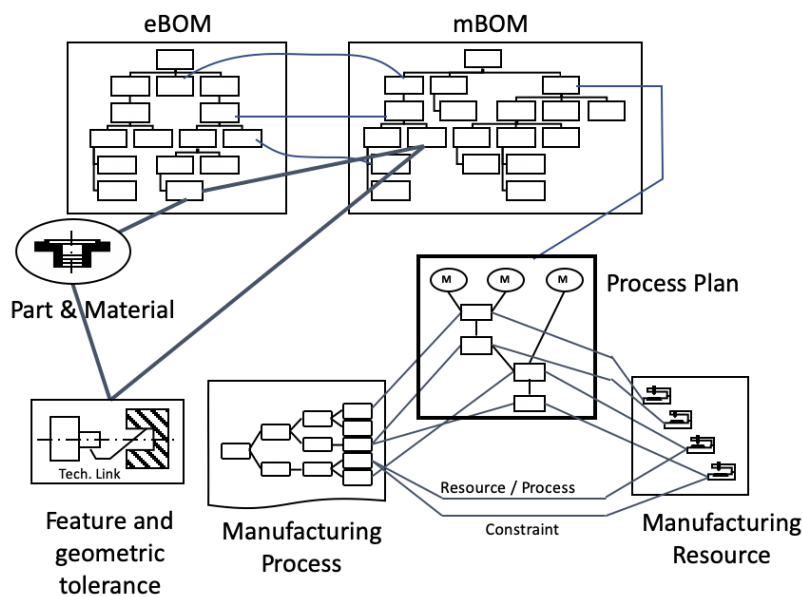 eBOM
mBOM
Part & Material
M
M
M
Process Plan
Tech. Link
Feature and
geometric
tolerance
Manufacturing
Process
Resource / Process
Constraint
Manufacturing
Resource